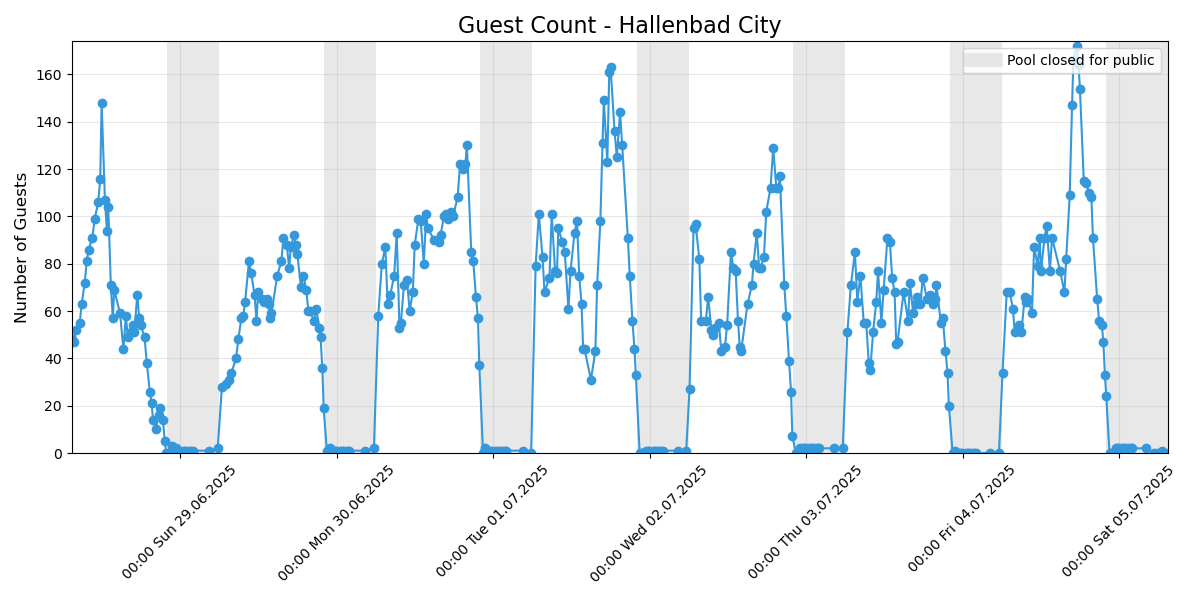 Guest Count - Hallenbad City
Pool closed for public
Number of Guests
160
140
120
100
80
60
40
20
0
00:00 Sun 29.06.2025
00:00 Mon 30.06.2025
00:00 Tue 01.07.2025
00:00 Wed 02.07.2025
00:00 Thu 03.07.2025
00:00 Fri 04.07.2025
00:00 Sat 05.07.2025